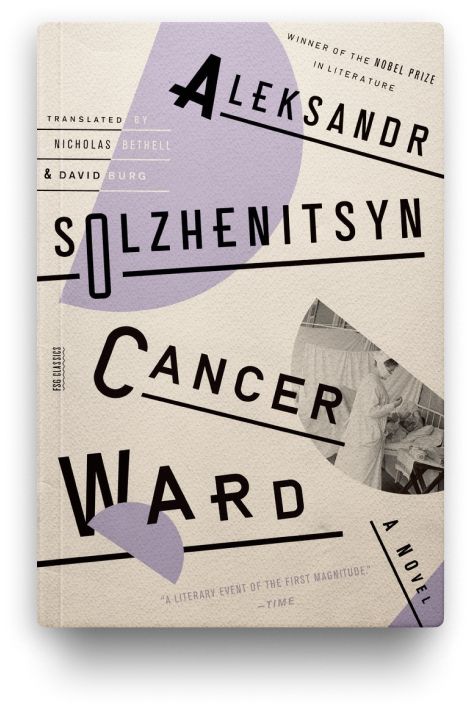 WINNER OF THE NOBEL PRIZE
IN LITERATURE
ALEKSANDR
TRANSLATED BY
NICHOLAS BETHELL
& DAVID BURG
SOLZHENITSYN
FSG CLASSICS
CANCER
WARD
A NOVEL
"A LITERARY EVENT OF THE FIRST MAGNITUDE."
—TIME